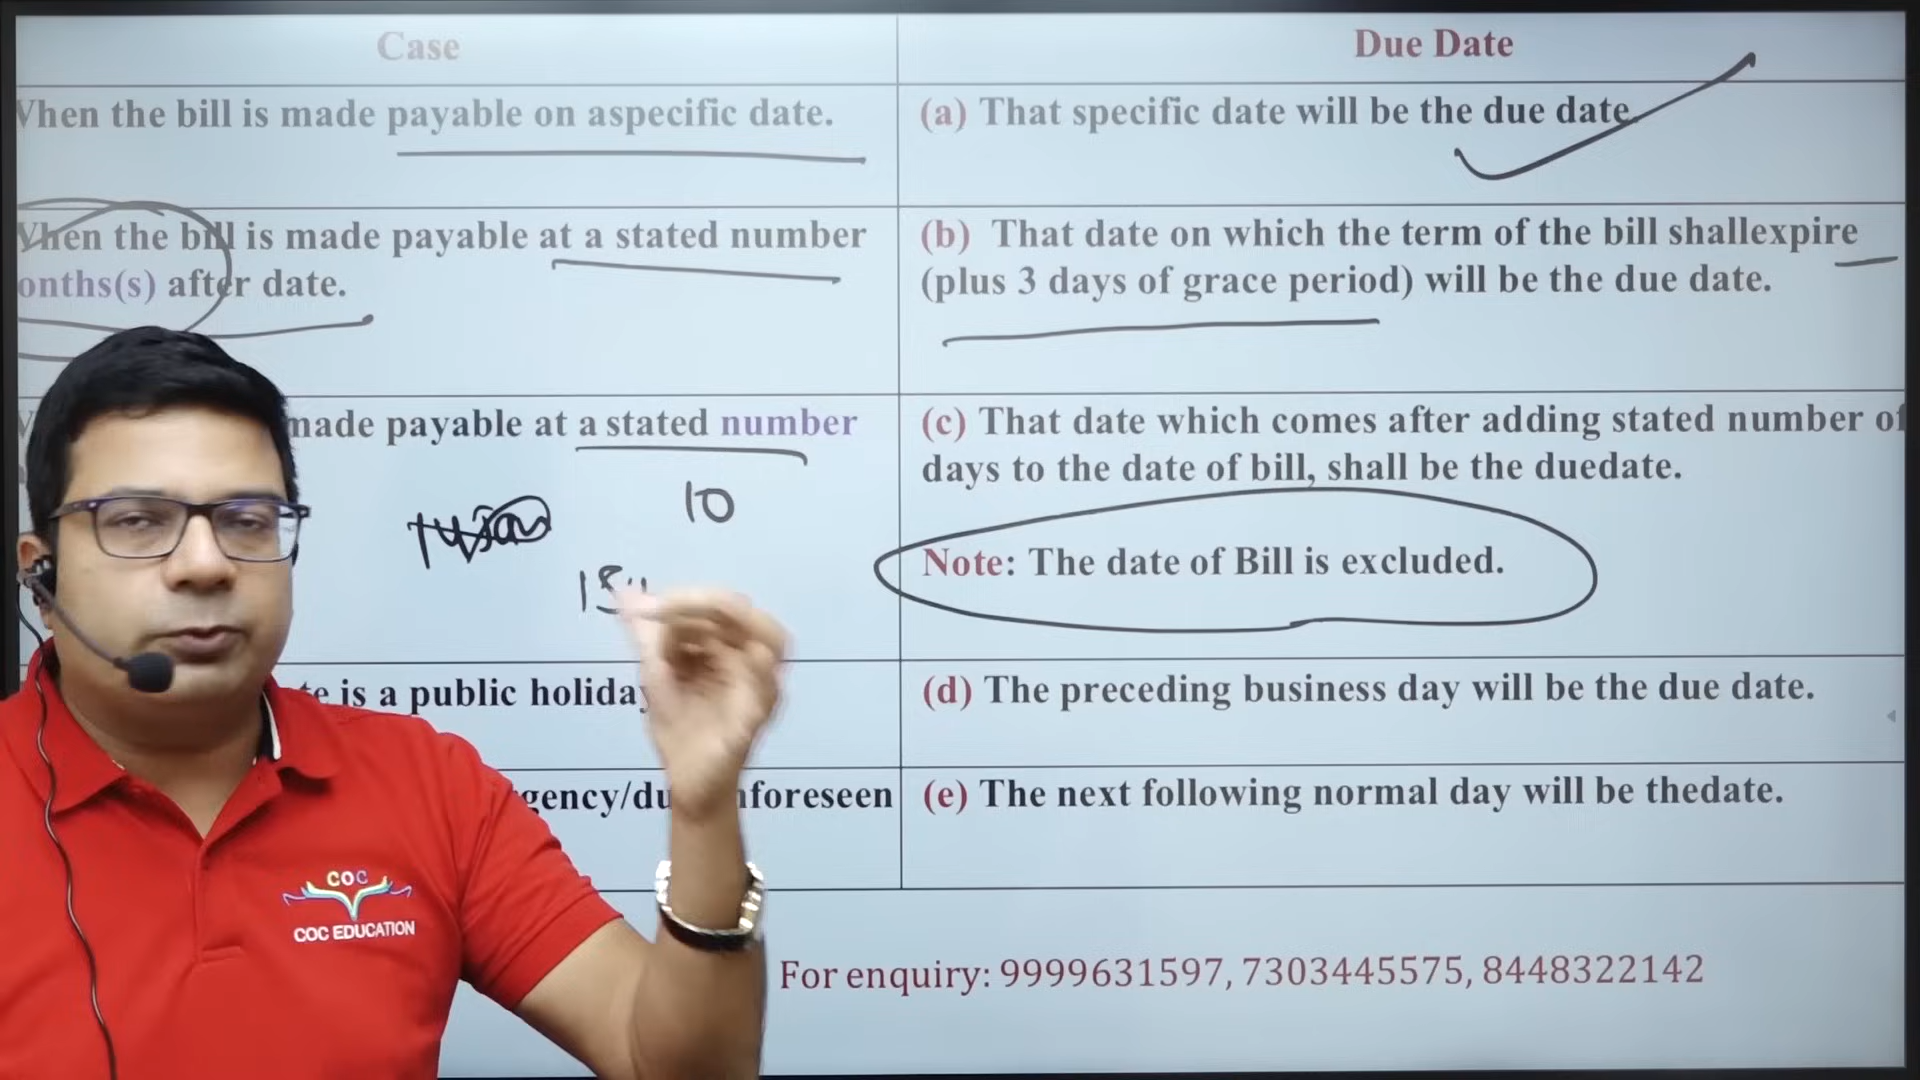 Case
Due Date
When the bill is made payable on aspecific date.
(a) That specific date will be the due date.
When the bill is made payable at a stated number
onths(s) after date.
(b) That date on which the term of the bill shallexpire
(plus 3 days of grace period) will be the due date.
made payable at a stated number
(c) That date which comes after adding stated number of
days to the date of bill, shall be the duedate.
10
Note: The date of Bill is excluded.
is a public holiday
(d) The preceding business day will be the due date.
gency/du nforeseen
(e) The next following normal day will be thedate.
COC
COC EDUCATION
For enquiry: 9999631597, 7303445575, 8448322142